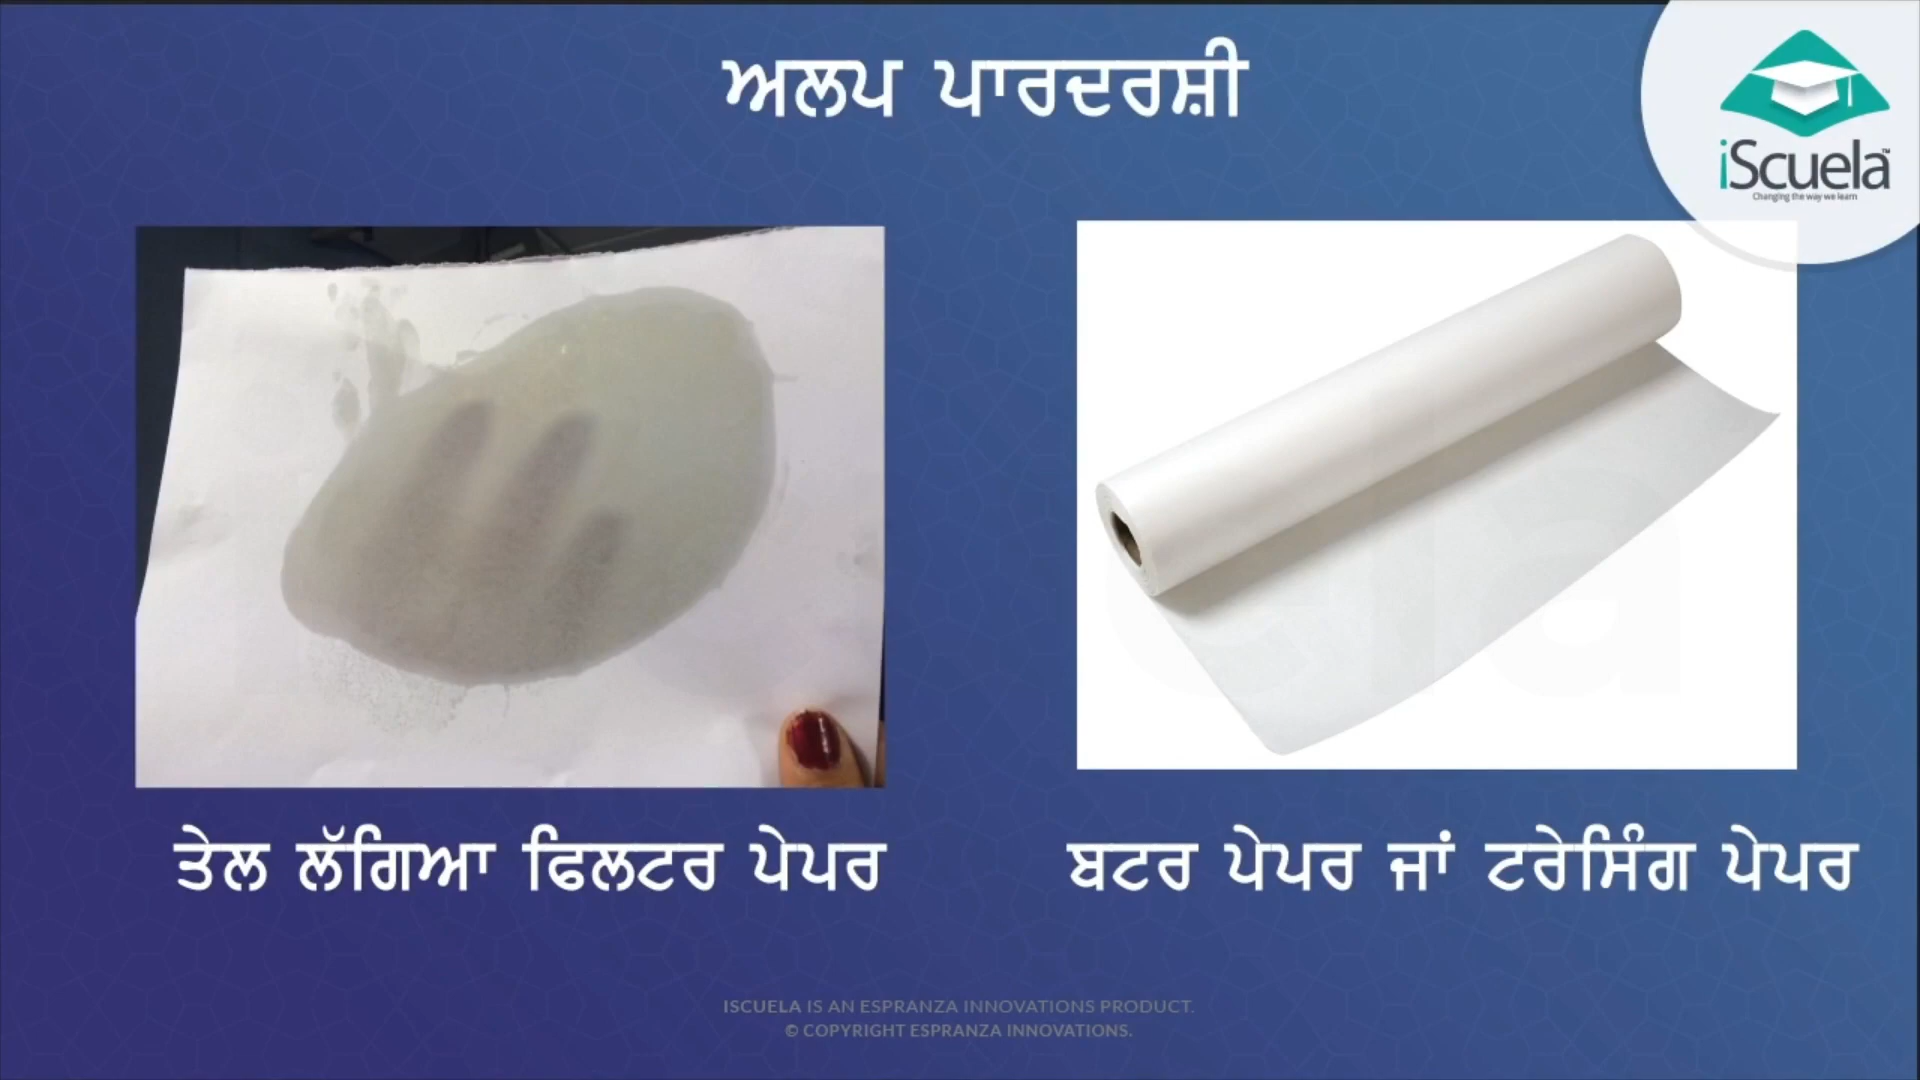 ਅਲਪ ਪਾਰਦਰਸ਼ੀ
iScuela™
Changing the way we learn
ਤੇਲ ਲੱਗਿਆ ਫਿਲਟਰ ਪੇਪਰ
ਬਟਰ ਪੇਪਰ ਜਾਂ ਟਰੇਸਿੰਗ ਪੇਪਰ
ISCUELA IS AN ESPRANZA INNOVATIONS PRODUCT.
© COPYRIGHT ESPRANZA INNOVATIONS.